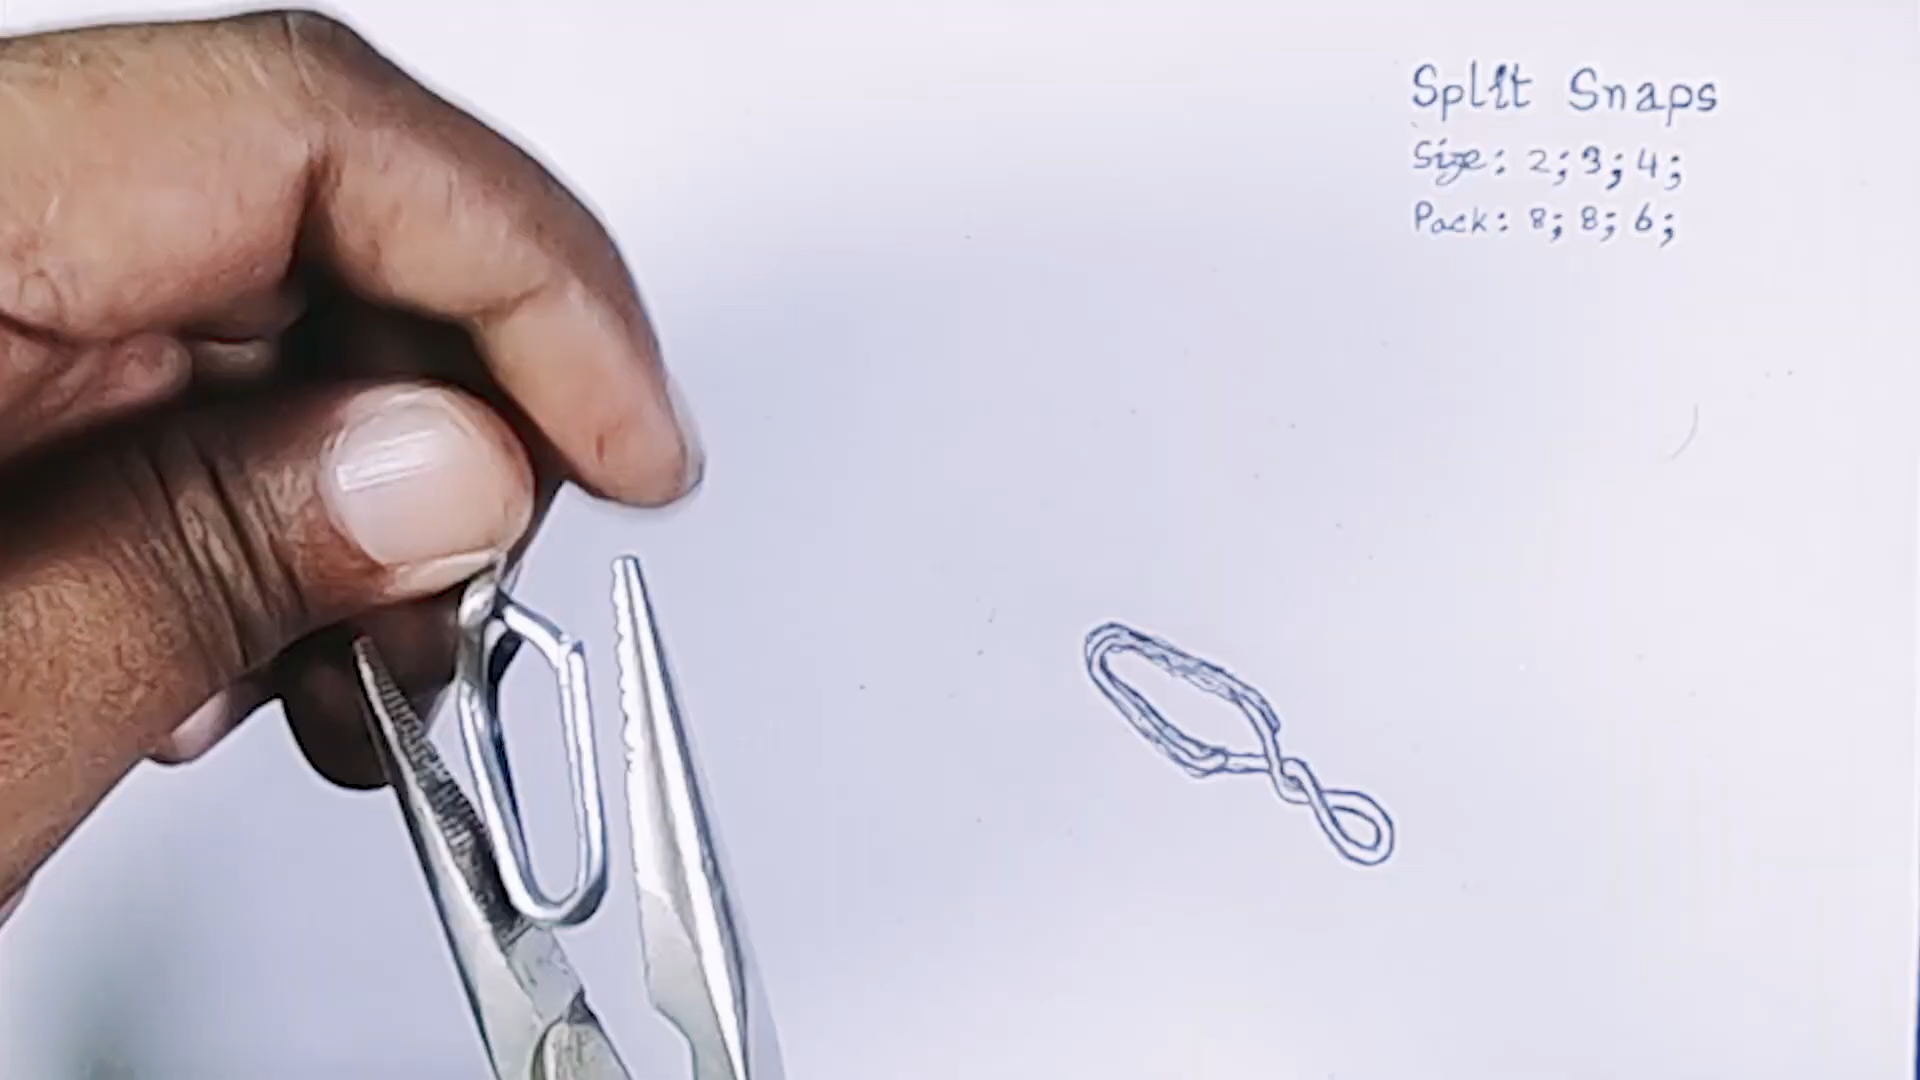 Split Snaps
Size: 2; 3; 4;
Pack: 8; 8; 6;